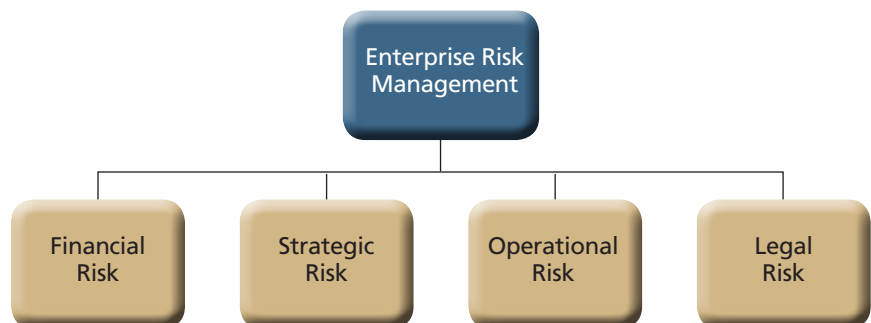 Enterprise Risk
Management
Financial
Risk
Strategic
Risk
Operational
Risk
Legal
Risk